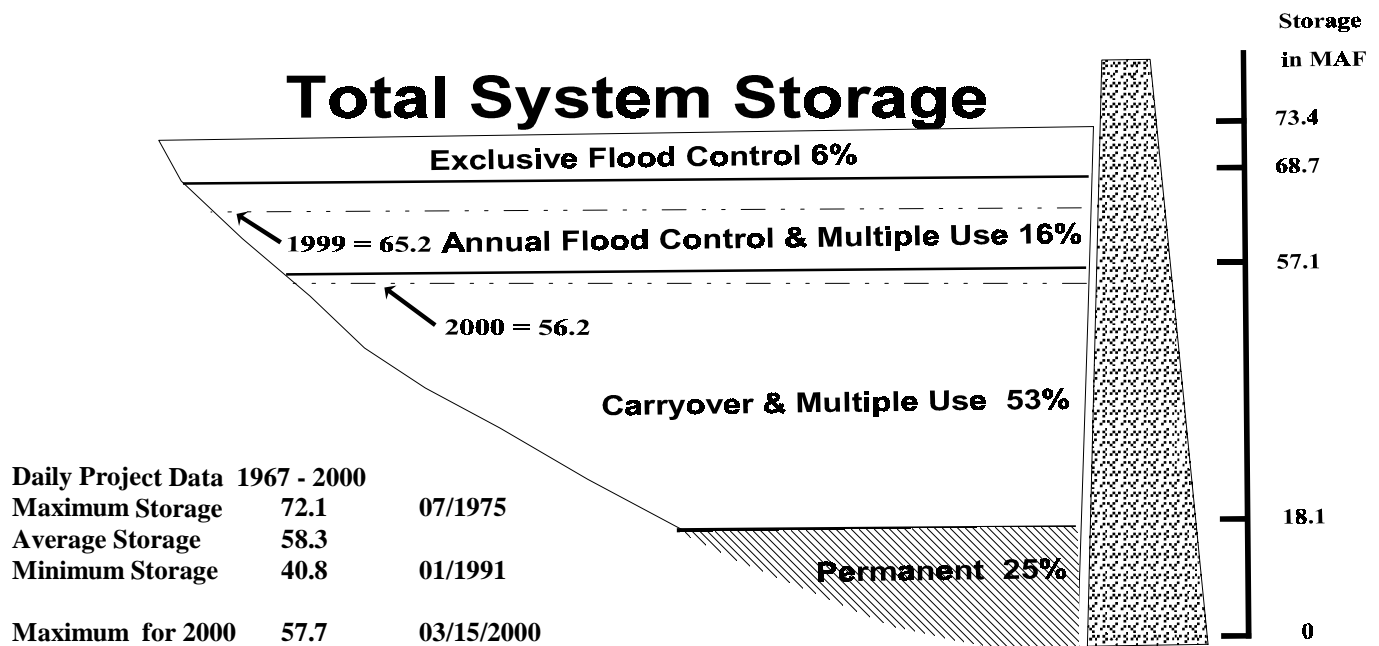 Storage
in MAF
Total System Storage
73.4
Exclusive Flood Control 6%
68.7
1999 = 65.2 Annual Flood Control & Multiple Use 16%
57.1
2000 = 56.2
Carryover & Multiple Use 53%
Daily Project Data 1967 - 2000
Maximum Storage 72.1 07/1975
18.1
Average Storage 58.3
Minimum Storage 40.8 01/1991
Permanent 25%
Maximum for 2000 57.7 03/15/2000
0